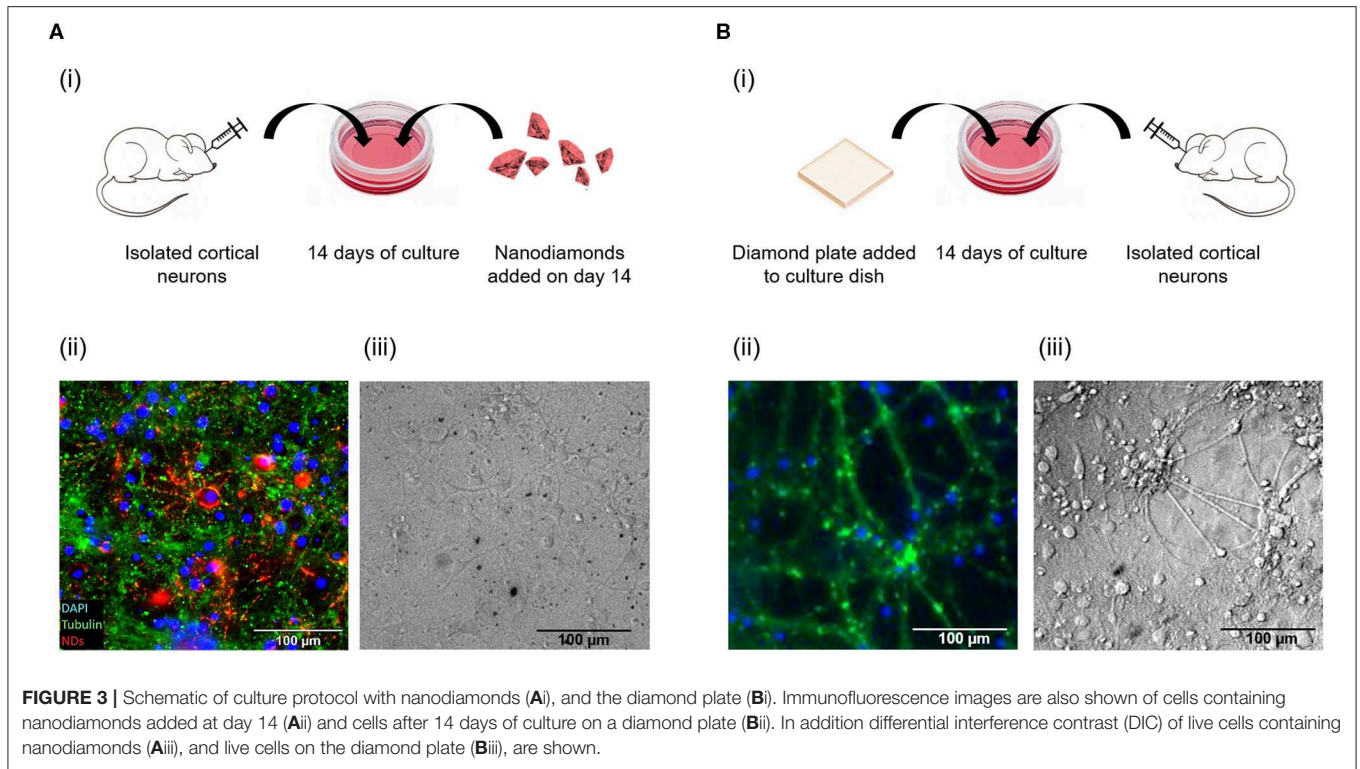 A
B
(i)
(i)
Isolated cortical
neurons
14 days of culture
Nanodiamonds
added on day 14
Diamond plate added
to culture dish
14 days of culture
Isolated cortical
neurons
(ii)
(iii)
(ii)
(iii)
DAPI
Tubulin
NDs
100 µm
100 µm
100 µm
100 µm
FIGURE 3 | Schematic of culture protocol with nanodiamonds (Ai), and the diamond plate (Bi). Immunofluorescence images are also shown of cells containing
nanodiamonds added at day 14 (Aii) and cells after 14 days of culture on a diamond plate (Bii). In addition differential interference contrast (DIC) of live cells containing
nanodiamonds (Aiii), and live cells on the diamond plate (Biii), are shown.